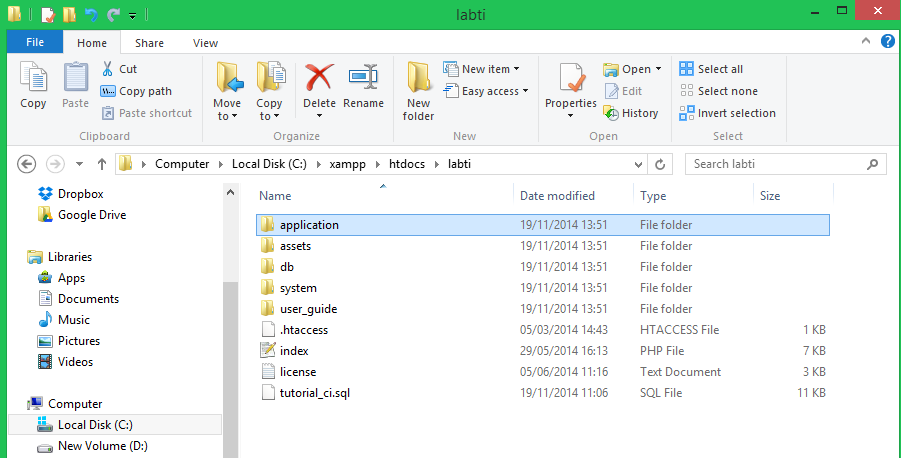 labti
File Home Share View
Copy Paste Cut Copy path Paste shortcut
Clipboard
Move to Copy to Delete Rename
Organize
New folder New item Easy access
New
Properties Open Edit History
Open
Select all Select none Invert selection
Select
Computer Local Disk (C:) xampp htdocs labti
Search labti
Dropbox
Google Drive
Libraries
Apps
Documents
Music
Pictures
Videos
Computer
Local Disk (C:)
New Volume (D:)
Name Date modified Type Size
application 19/11/2014 13:51 File folder
assets 19/11/2014 13:51 File folder
db 19/11/2014 13:51 File folder
system 19/11/2014 13:51 File folder
user_guide 19/11/2014 13:51 File folder
.htaccess 05/03/2014 14:43 HTACCESS File 1 KB
index 29/05/2014 16:13 PHP File 7 KB
license 05/06/2014 11:16 Text Document 3 KB
tutorial_ci.sql 19/11/2014 11:06 SQL File 11 KB